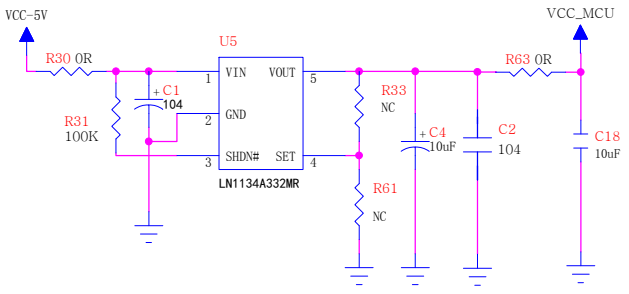 VCC-5V
VCC_MCU
R30 0R
U5
R63 0R
1
VIN
VOUT
5
C1
+
104
R33
NC
R31
100K
2
GND
+
C4
10uF
C2
104
C18
10uF
3
SHDN#
SET
4
LN1134A332MR
R61
NC